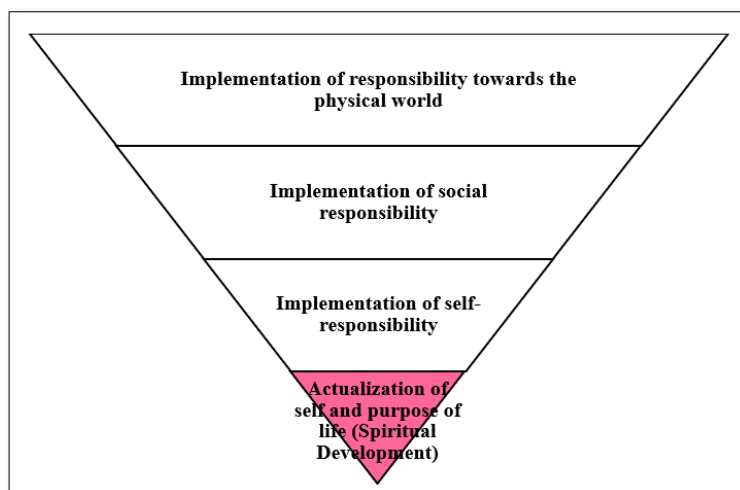 Implementation of responsibility towards the
physical world
Implementation of social
responsibility
Implementation of self-
responsibility
Actualization of
self and purpose of
life (Spiritual
Development)